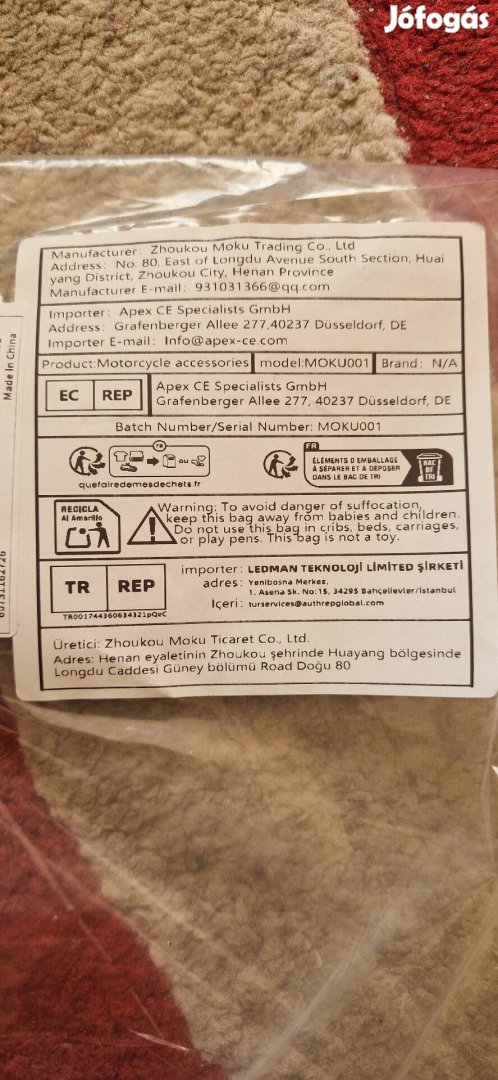 Jófogás
Manufacturer: Zhoukou Moku Trading Co., Ltd
Address: No. 80, East of Longdu Avenue South Section, Huai
yang District, Zhoukou City, Henan Province
Manufacturer E-mail: 931031366@qq.com
Importer: Apex CE Specialists GmbH
Address: Grafenberger Allee 277,40237 Düsseldorf, DE
Importer E-mail: Info@apex-ce.com
Product:Motorcycle accessories model:MOKU001 Brand: N/A
EC REP
Apex CE Specialists GmbH
Grafenberger Allee 277, 40237 Düsseldorf, DE
Batch Number/Serial Number: MOKU001
FR
ou
quefairedemesdechets.fr
FR
ÉLÉMENTS D EMBALLAGE
À SÉPARER ET A DÉPOSER
DANS LE BAC DE TRI
BAC
DE
TRI
RECICLA
Al Amarillo
Warning: To avoid danger of suffocation,
keep this bag away from babies and children.
Do not use this bag in cribs, beds, carriages,
or play pens. This bag is not a toy.
TR REP
TR001744360634321pQeC
importer: LEDMAN TEKNOLOJİ LİMİTED ŞİRKETİ
adres: Yenibosna Merkez,
1. Asena Sk. No:15, 34295 Bahçelievler/İstanbul
İçeri: turservices@authrepglobal.com
Üretici: Zhoukou Moku Ticaret Co., Ltd.
Adres: Henan eyaletinin Zhoukou şehrinde Huayang bölgesinde
Longdu Caddesi Güney bölümü Road Doğu 80
Made In China